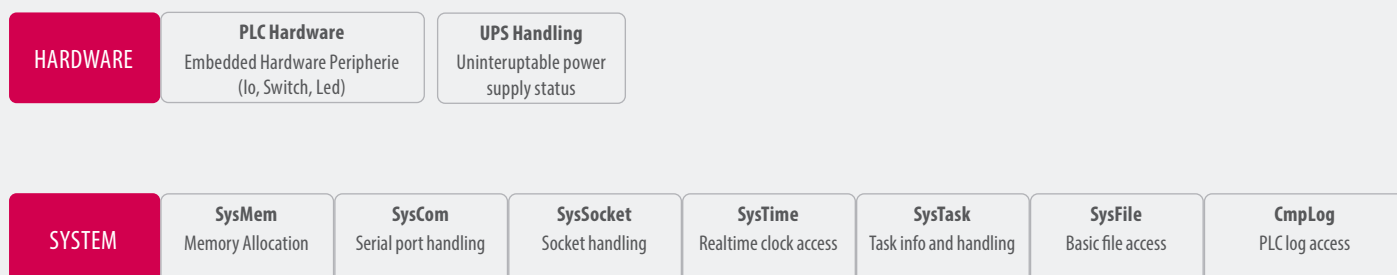 HARDWARE
PLC Hardware
Embedded Hardware Peripherie
(Io, Switch, Led)
UPS Handling
Uninteruptable power
supply status
SYSTEM
SysMem
Memory Allocation
SysCom
Serial port handling
SysSocket
Socket handling
SysTime
Realtime clock access
SysTask
Task info and handling
SysFile
Basic file access
CmpLog
PLC log access